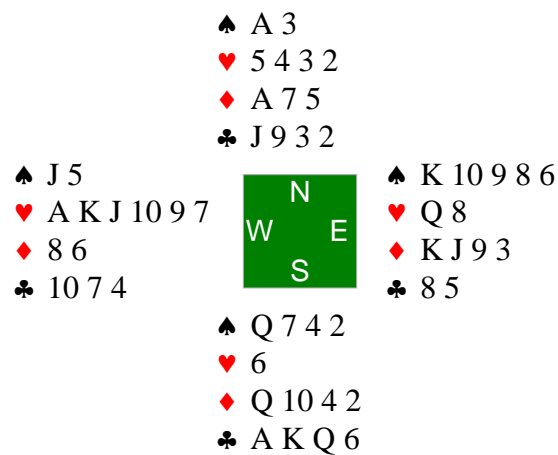 ♠ A 3
♥ 5 4 3 2
♦ A 7 5
♣ J 9 3 2
♠ J 5
♥ A K J 10 9 7
♦ 8 6
♣ 10 7 4
N
W E
S
♠ K 10 9 8 6
♥ Q 8
♦ K J 9 3
♣ 8 5
♠ Q 7 4 2
♥ 6
♦ Q 10 4 2
♣ A K Q 6